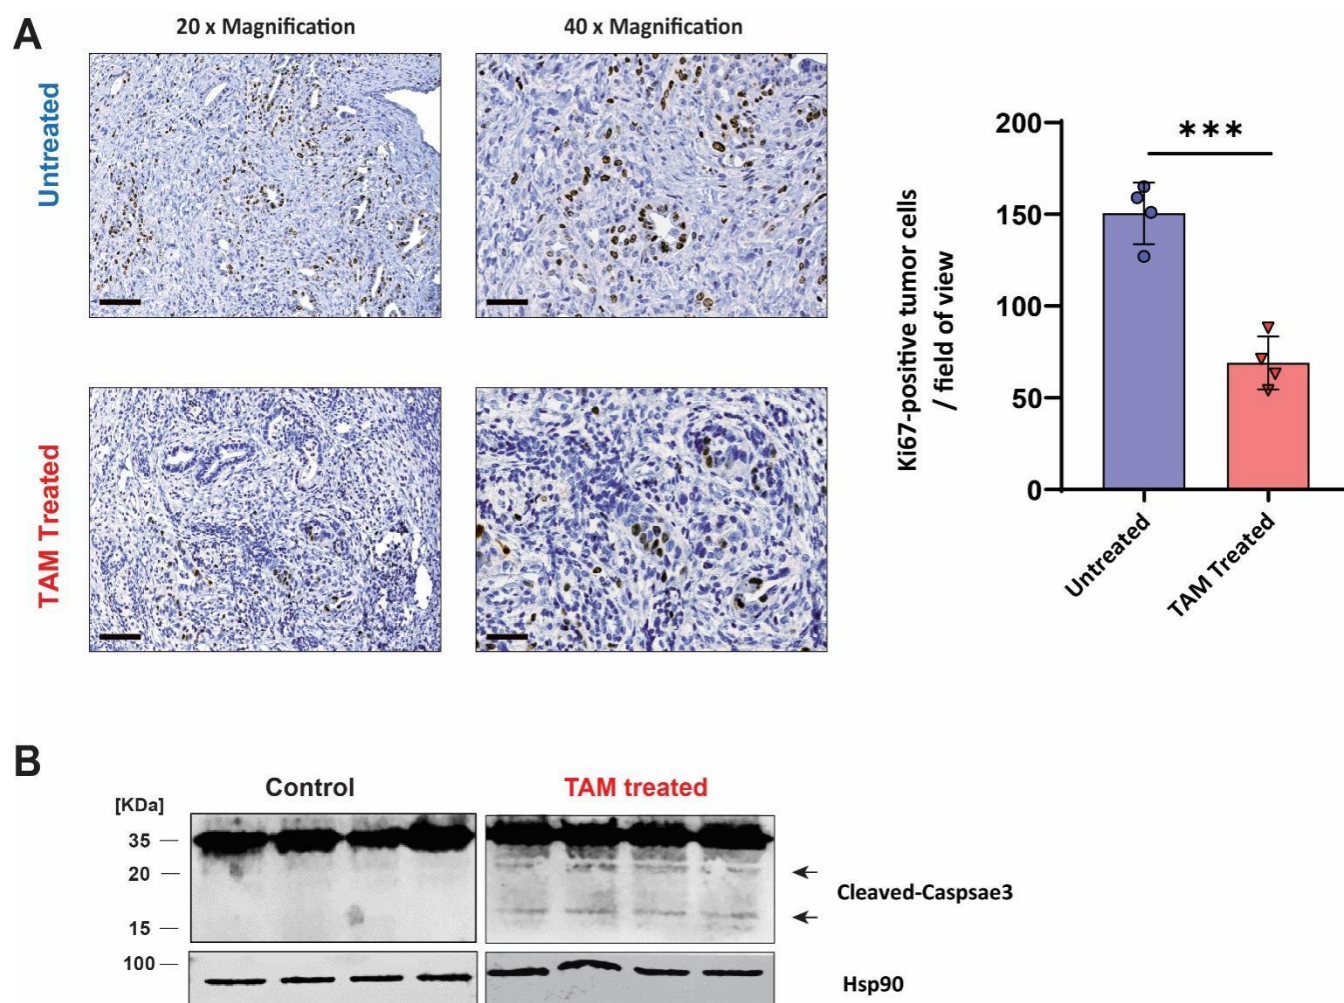 A
20 x Magnification
40 x Magnification
Untreated
TAM Treated
Ki67-positive tumor cells
/ field of view
200
150
100
50
0
***
Untreated
TAM Treated
B
[KDa]
Control
TAM treated
35
20
15
100
Cleaved-Caspsae3
Hsp90